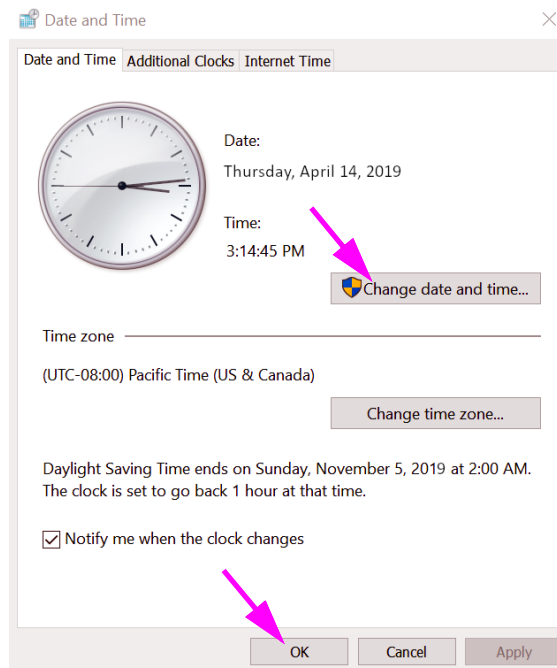 Date and Time
Date and Time Additional Clocks Internet Time
Date:
Thursday, April 14, 2019
Time:
3:14:45 PM
Change date and time...
Time zone
(UTC-08:00) Pacific Time (US & Canada)
Change time zone...
Daylight Saving Time ends on Sunday, November 5, 2019 at 2:00 AM.
The clock is set to go back 1 hour at that time.
Notify me when the clock changes
OK Cancel Apply